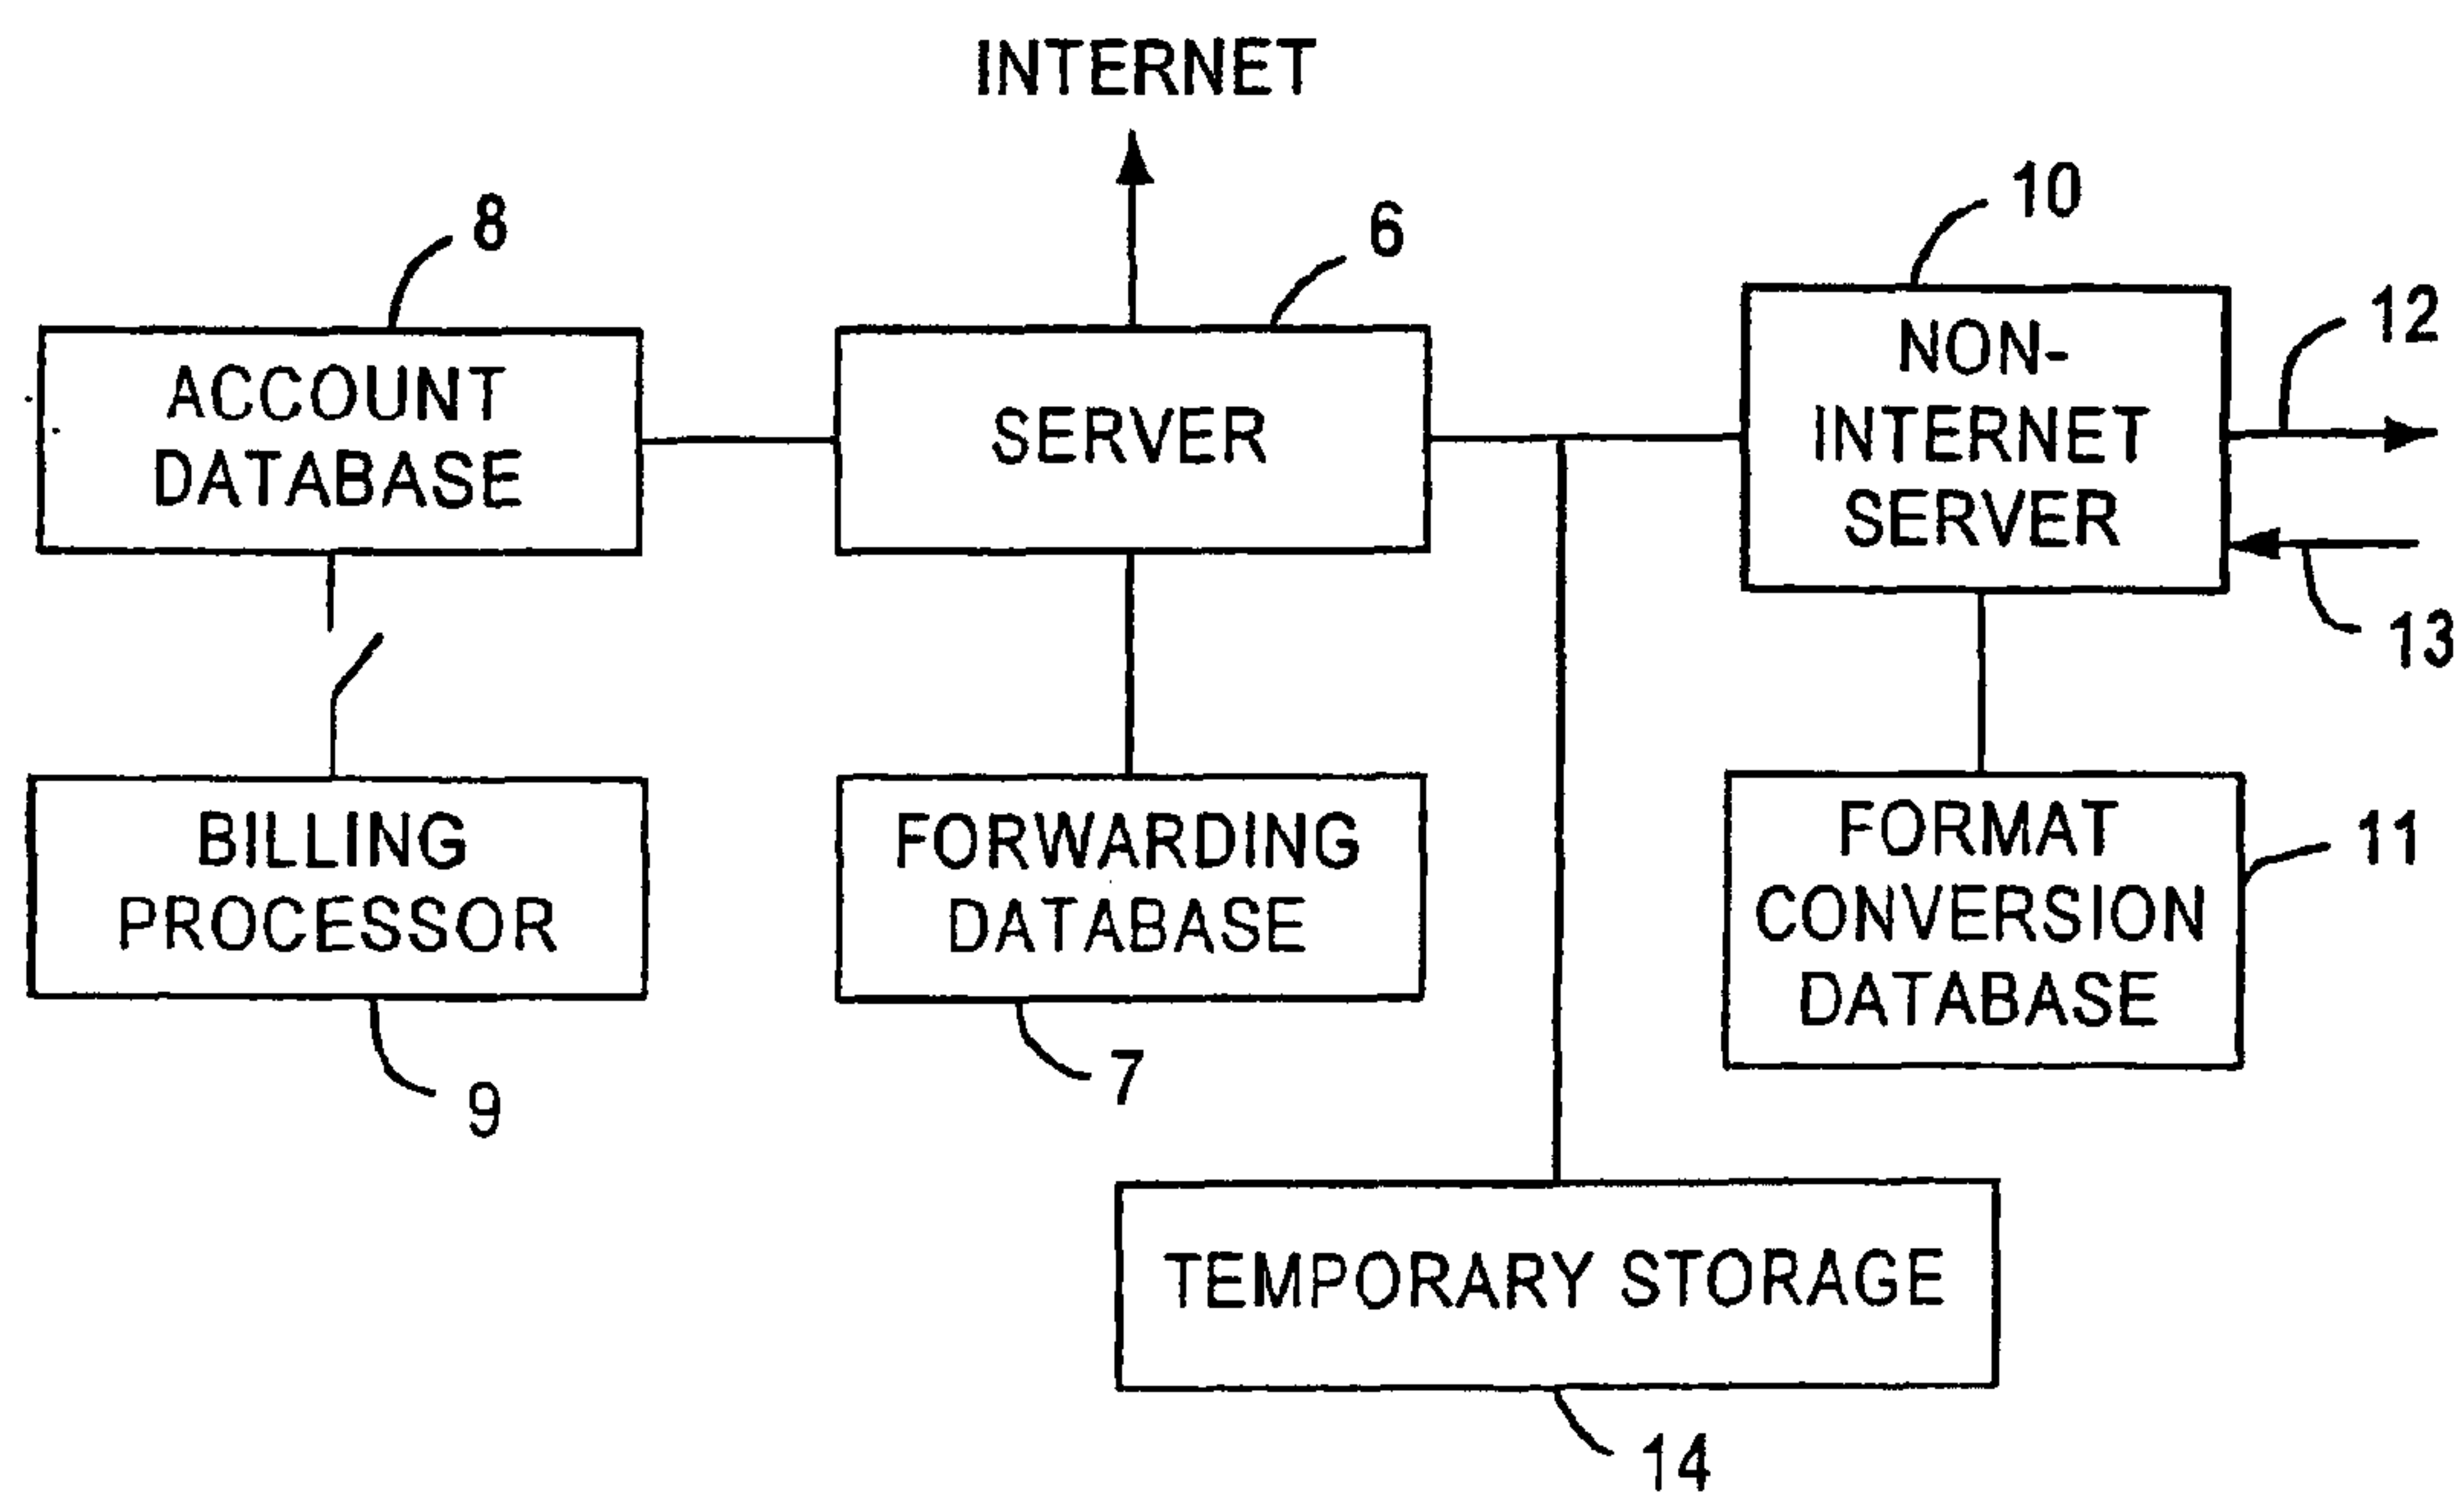 INTERNET
8
6
10
12
ACCOUNT
DATABASE
SERVER
NON-
INTERNET
SERVER
13
BILLING
PROCESSOR
9
FORWARDING
DATABASE
7
FORMAT
CONVERSION
DATABASE
11
TEMPORARY STORAGE
14